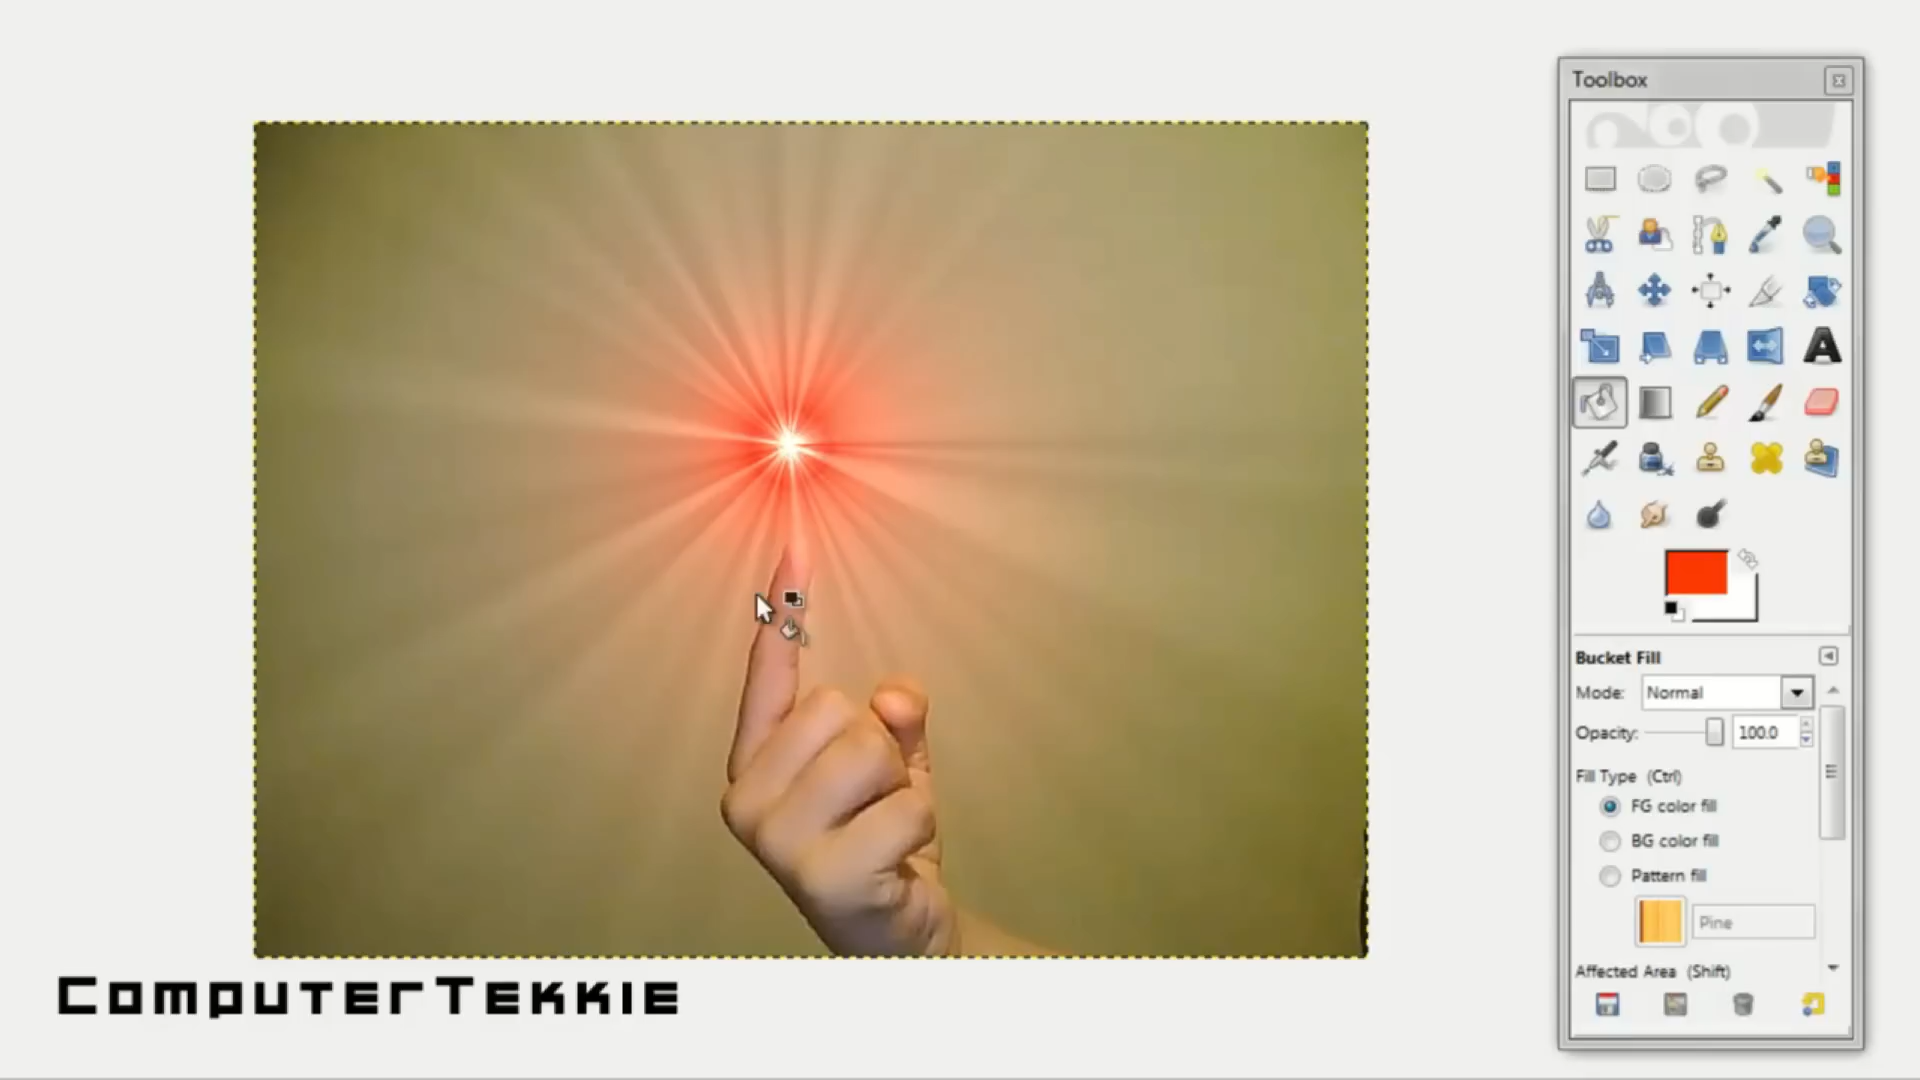 Toolbox
Bucket Fill
Mode: Normal
Opacity: 100.0
Fill Type (Ctrl)
FG color fill
BG color fill
Pattern fill
Pine
Affected Area (Shift)
ComputerTekkie